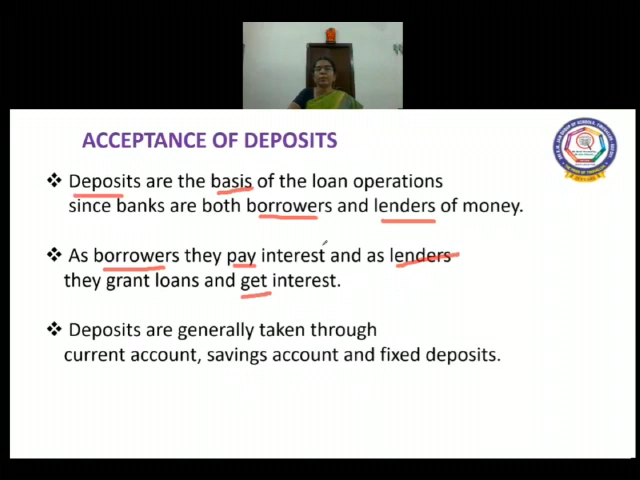 ACCEPTANCE OF DEPOSITS
❖ Deposits are the basis of the loan operations
since banks are both borrowers and lenders of money.
❖ As borrowers they pay interest and as lenders
they grant loans and get interest.
❖ Deposits are generally taken through
current account, savings account and fixed deposits.